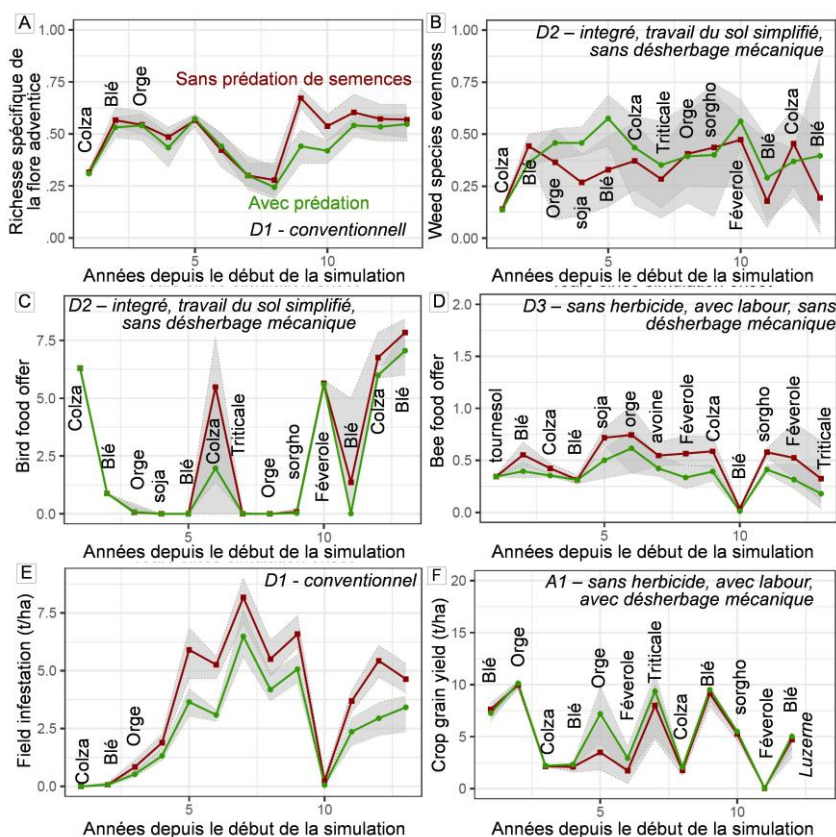 A
Richesse spécifique de
la flore adventice
1.00
.75
.50
.25
.00
Colza
Blé
Orge
Sans prédation de semences
Avec prédation
D1 - conventionnell
5
10
Années depuis le début de la simulation
B
D2 – integré, travail du sol simplifié,
sans désherbage mécanique
Weed species evenness
1.00
0.75
0.50
0.25
0.00
Colza
Blé
Orge
soja
Blé
Colza
Triticale
Orge
sorgho
Féverole
Blé
Colza
Blé
5
10
Années depuis le début de la simulation
C
D2 – integré, travail du sol simplifié,
sans désherbage mécanique
Bird food offer
7.5
5.0
2.5
0.0
Colza
Blé
Orge
soja
Blé
Colza
Triticale
Orge
sorgho
Féverole
Blé
Colza
Blé
5
10
Années depuis le début de la simulation
D
D3 – sans herbicide, avec labour, sans
désherbage mécanique
Bee food offer
2.0
1.5
1.0
0.5
0.0
tournesol
Blé
Colza
Blé
soja
orge
avoine
Féverole
Colza
Blé
sorgho
Féverole
Triticale
5
10
Années depuis le début de la simulation
E
D1 - conventionnel
Field infestation (t/ha)
7.5
5.0
2.5
0.0
Colza
Blé
Orge
5
10
Années depuis le début de la simulation
F
A1 – sans herbicide, avec labour,
avec désherbage mécanique
Crop grain yield (t/ha)
20
15
10
5
0
Blé
Orge
Colza
Blé
Orge
Féverole
Triticale
Colza
Blé
sorgho
Féverole
Blé
Luzerne
5
10
Années depuis le début de la simulation